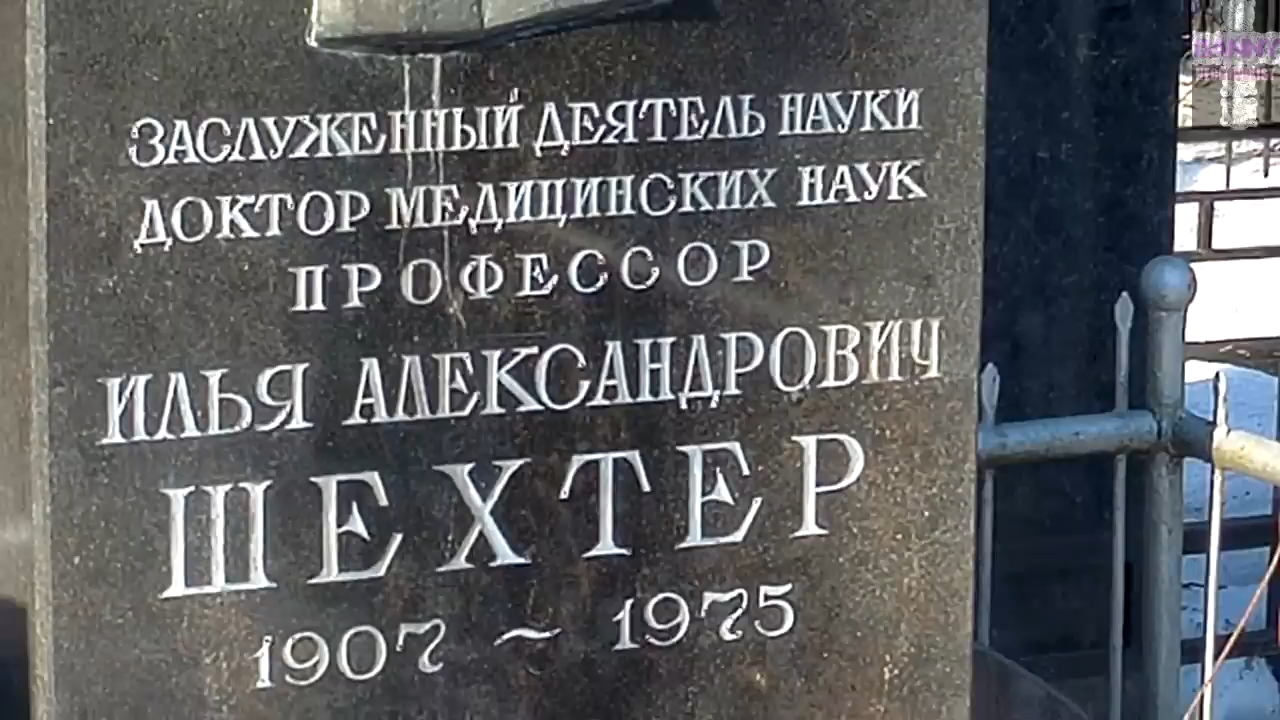 ЗАСЛУЖЕННЫЙ ДЕЯТЕЛЬ НАУКИ
ДОКТОР МЕДИЦИНСКИХ НАУК
ПРОФЕССОР
ИЛЬЯ АЛЕКСАНДРОВИЧ
ШЕХТЕР
1907 ~ 1975